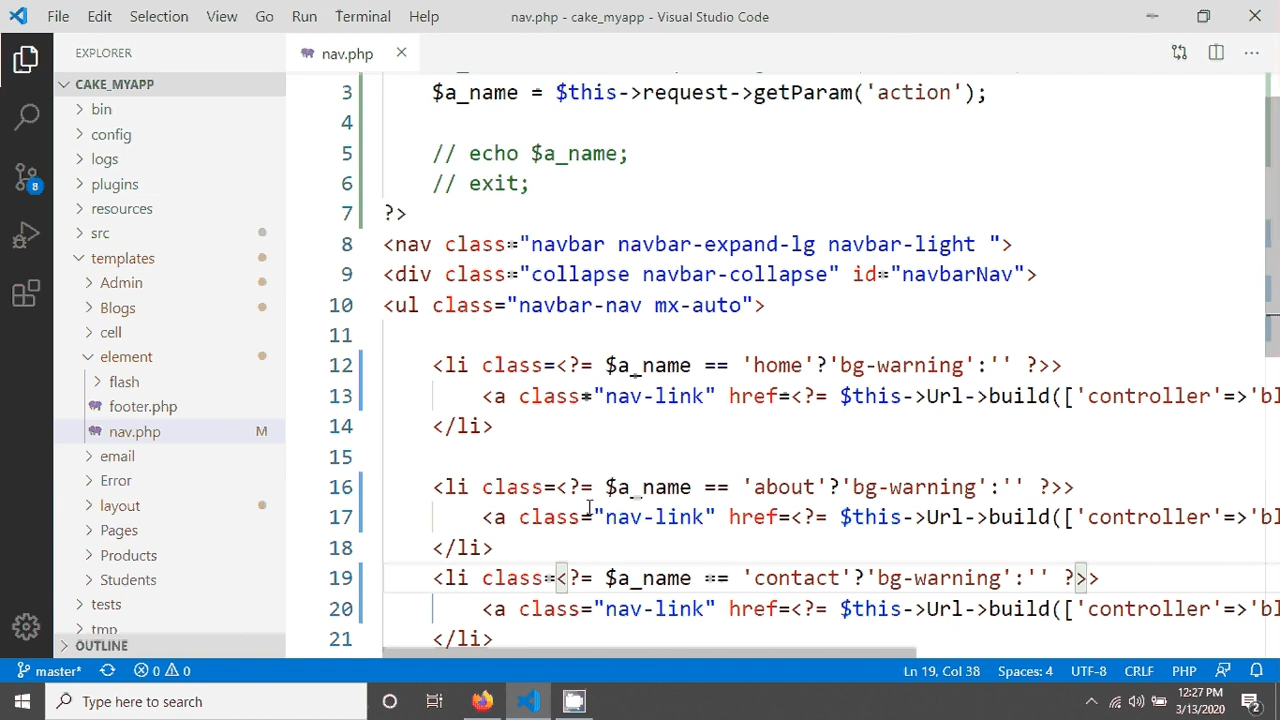 File Edit Selection View Go Run Terminal Help nav.php - cake_myapp - Visual Studio Code
EXPLORER
nav.php
CAKE_MYAPP
bin
config
logs
plugins
resources
src
templates
Admin
Blogs
cell
element
flash
footer.php
nav.php M
email
Error
layout
Pages
Products
Students
tests
tmp
OUTLINE
8
3 $a_name = $this->request->getParam('action');
4
5 // echo $a_name;
6 // exit;
7 ?>
8 <nav class="navbar navbar-expand-lg navbar-light ">
9 <div class="collapse navbar-collapse" id="navbarNav">
10 <ul class="navbar-nav mx-auto">
11
12 <li class=<?= $a_name == 'home'?'bg-warning':'' ?>>
13 <a class="nav-link" href=<?= $this->Url->build(['controller'=>'bl
14 </li>
15
16 <li class=<?= $a_name == 'about'?'bg-warning':'' ?>>
17 <a class="nav-link" href=<?= $this->Url->build(['controller'=>'bl
18 </li>
19 <li class=<?= $a_name == 'contact'?'bg-warning':'' ?>>
20 <a class="nav-link" href=<?= $this->Url->build(['controller'=>'bl
21 </li>
master* 0 0 Ln 19, Col 38 Spaces: 4 UTF-8 CRLF PHP
Type here to search
12:27 PM
3/13/2020
2